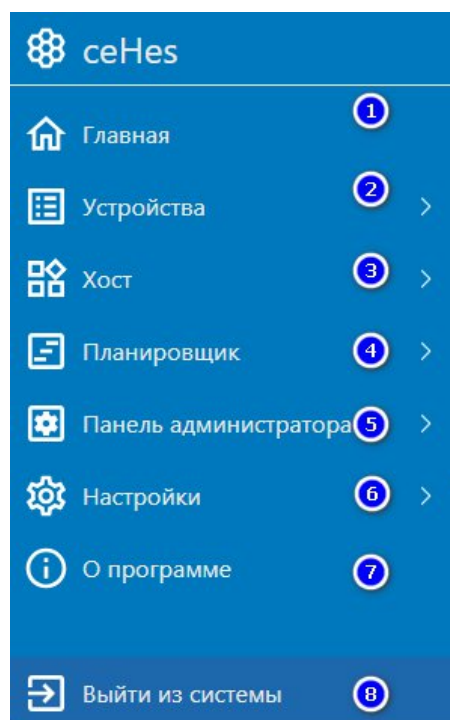 ceHes
Главная 1
Устройства 2
Хост 3
Планировщик 4
Панель администратора 5
Настройки 6
О программе 7
Выйти из системы 8